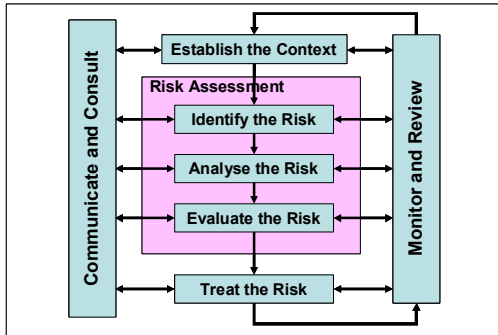 Establish the Context
Risk Assessment
Identify the Risk
Analyse the Risk
Evaluate the Risk
Treat the Risk
Communicate and Consult
Monitor and Review